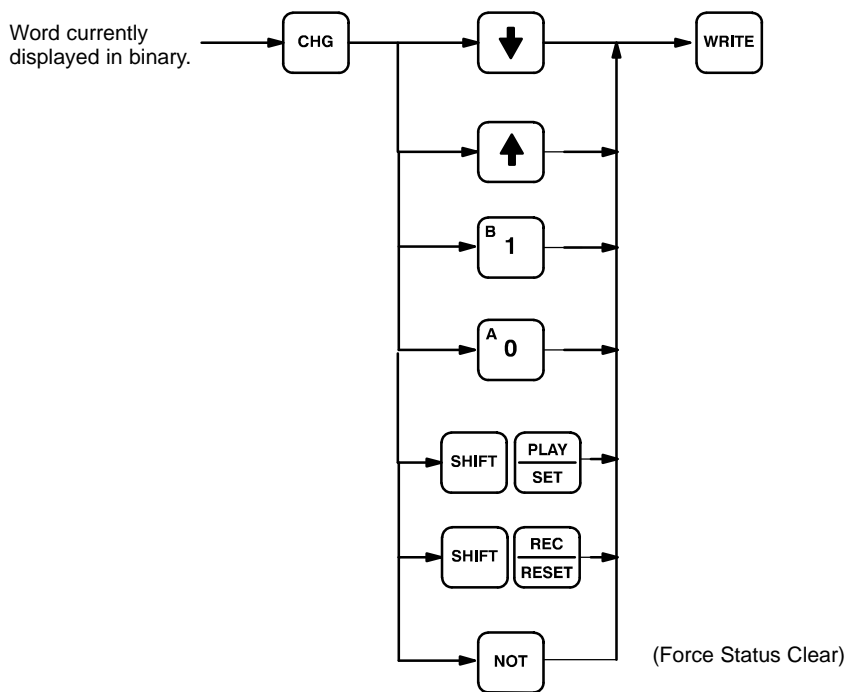 Word currently
displayed in binary.
CHG
WRITE
B
1
A
0
SHIFT
PLAY
SET
SHIFT
REC
RESET
NOT
(Force Status Clear)